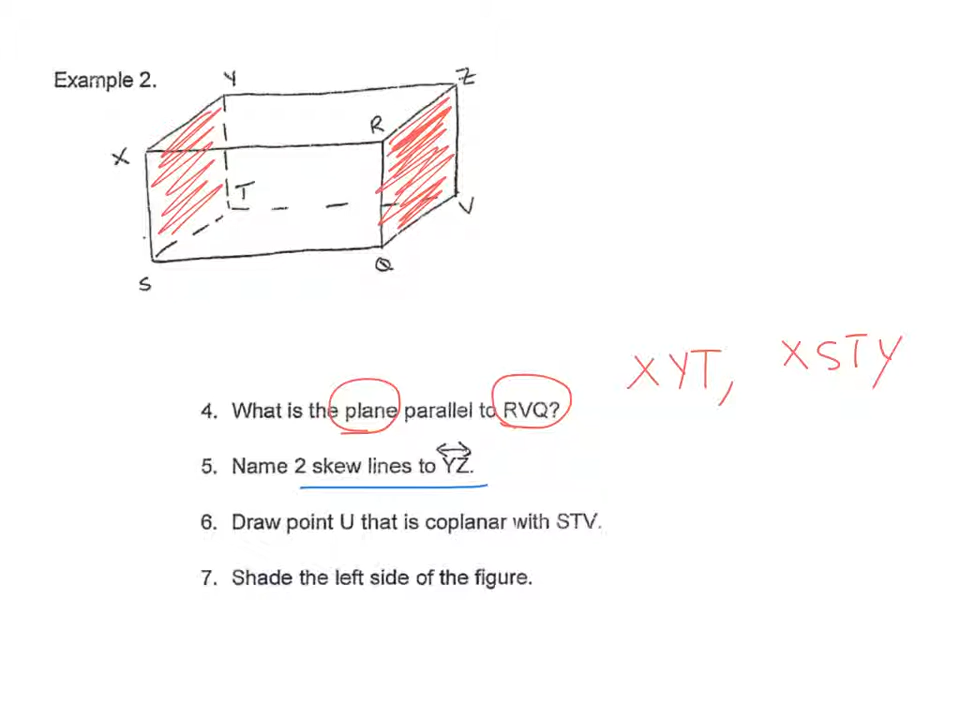 Example 2.
Y
Z
R
X
T
V
S
Q
XYT, XSTY
4. What is the plane parallel to RVQ?
5. Name 2 skew lines to YZ.
6. Draw point U that is coplanar with STV.
7. Shade the left side of the figure.